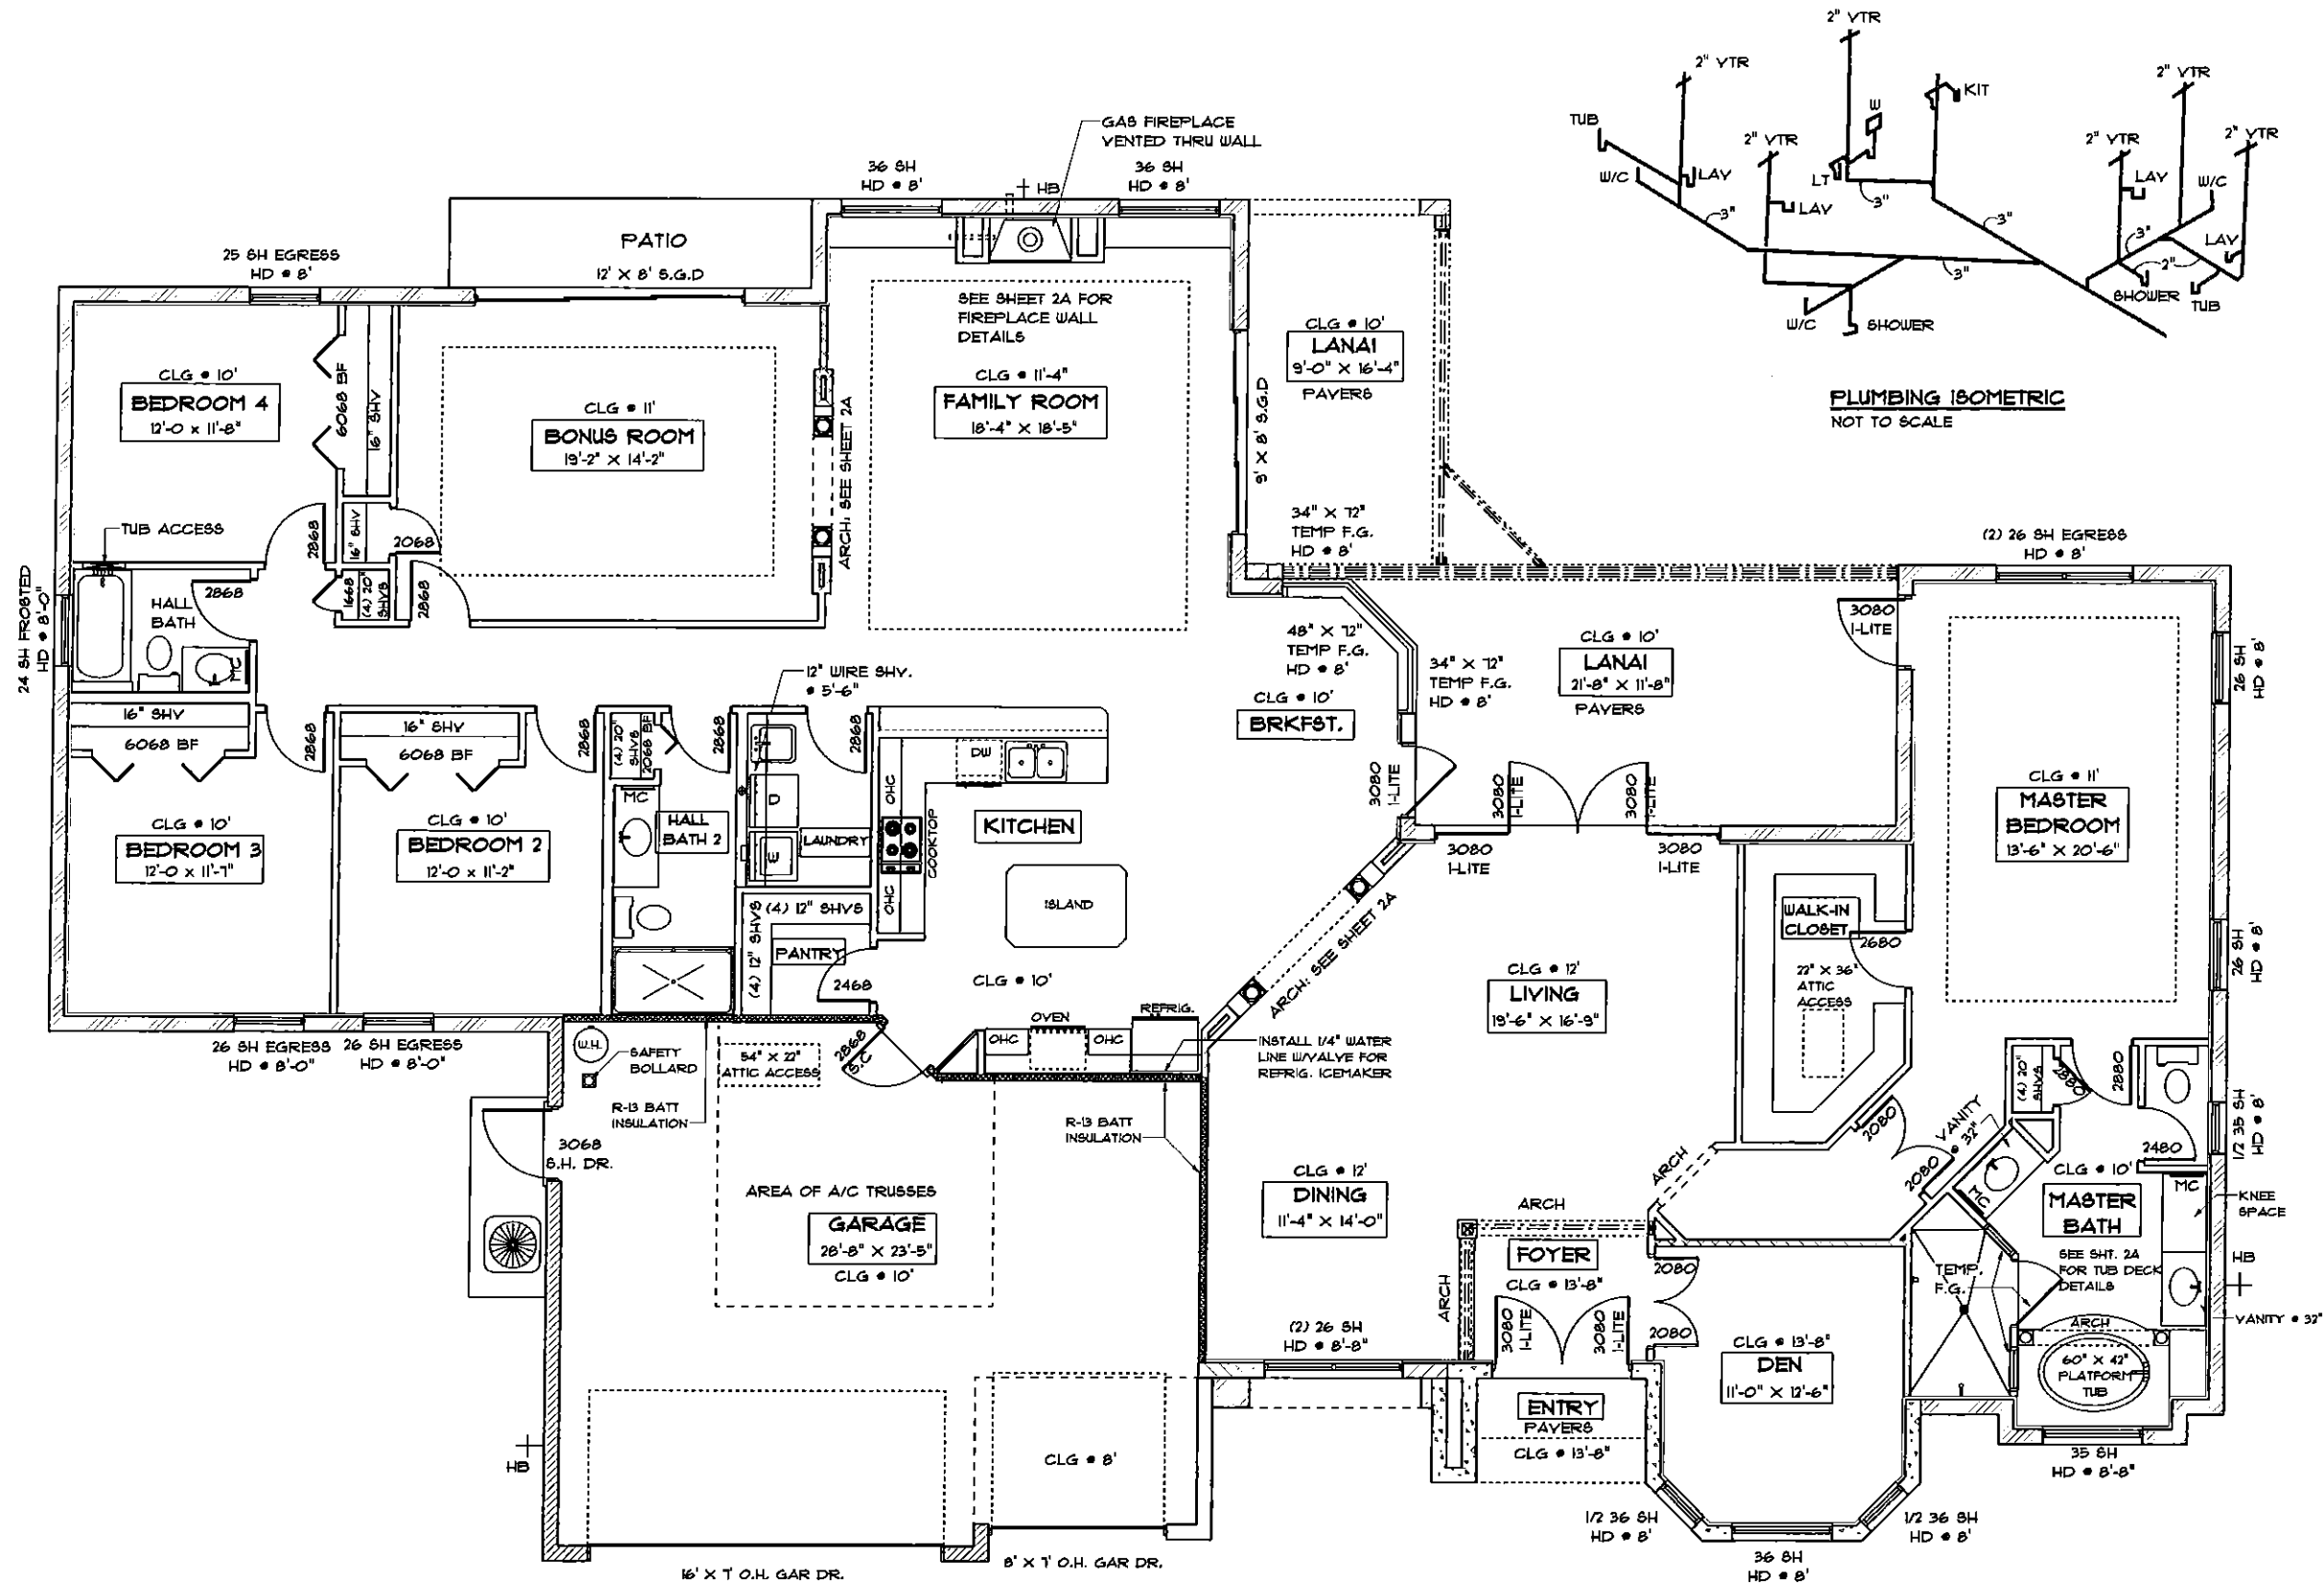 2" VTR
2" VTR
2" VTR
KIT
W
TUB
2" VTR
2" VTR
2" VTR
W/C
LAV
LT
LAV
W/C
LAV
3"
3"
3"
3"
LAV
3"
2"
SHOWER
TUB
W/C
SHOWER
PLUMBING ISOMETRIC
NOT TO SCALE
GAS FIREPLACE
VENTED THRU WALL
36 SH
HD @ 8'
HB
36 SH
HD @ 8'
PATIO
12' X 8' S.G.D
25 SH EGRESS
HD @ 8'
SEE SHEET 2A FOR
FIREPLACE WALL
DETAILS
CLG @ 10'
LANAI
9'-0" X 16'-4"
PAVERS
9' X 8' S.G.D
CLG @ 10'
BEDROOM 4
12'-0 x 11'-8"
6068 BF
16" SHV
CLG @ 11'
BONUS ROOM
19'-2" X 14'-2"
ARCH: SEE SHEET 2A
CLG @ 11'-4"
FAMILY ROOM
18'-4" X 18'-5"
34" X 72"
TEMP F.G.
HD @ 8'
TUB ACCESS
2868
16" SHV
2068
1668
(4) 20"
SHVS
2868
24 SH FROSTED
HD @ 8'-0"
HALL
BATH
2868
MC
48" X 72"
TEMP F.G.
HD @ 8'
34" X 72"
TEMP F.G.
HD @ 8'
CLG @ 10'
BRKFST.
CLG @ 10'
LANAI
21'-8" X 11'-8"
PAVERS
3080
1-LITE
(2) 26 SH EGRESS
HD @ 8'
26 SH
HD @ 8'
12" WIRE SHV.
@ 5'-6"
16" SHV
6068 BF
2868
16" SHV
6068 BF
2868
(4) 20"
SHVS
2068 BF
2868
2868
CLG @ 10'
BEDROOM 3
12'-0 x 11'-7"
CLG @ 10'
BEDROOM 2
12'-0 x 11'-2"
MC
HALL
BATH 2
D
W
LAUNDRY
OHC
COOKTOP
OHC
DW
KITCHEN
ISLAND
3080
1-LITE
3080
1-LITE
3080
1-LITE
3080
1-LITE
3080
1-LITE
CLG @ 11'
MASTER
BEDROOM
13'-6" X 20'-6"
26 SH
HD @ 8'
WALK-IN
CLOSET
2680
22" X 36"
ATTIC
ACCESS
(4) 12" SHVS
(4) 12" SHVS
PANTRY
2468
CLG @ 10'
ARCH: SEE SHEET 2A
CLG @ 12'
LIVING
19'-6" X 16'-9"
26 SH EGRESS
HD @ 8'-0"
26 SH EGRESS
HD @ 8'-0"
W.H.
SAFETY
BOLLARD
54" X 22"
ATTIC ACCESS
2868
S.C
OHC
OVEN
OHC
REFRIG.
INSTALL 1/4" WATER
LINE W/VALVE FOR
REFRIG. ICEMAKER
R-13 BATT
INSULATION
R-13 BATT
INSULATION
3068
S.H. DR.
AREA OF A/C TRUSSES
GARAGE
28'-8" X 23'-5"
CLG @ 10'
CLG @ 12'
DINING
11'-4" X 14'-0"
ARCH
2080
2080
VANITY
@ 32"
(4) 20"
SHVS
2880
2880
2480
1/2 35 SH
HD @ 8'
MC
CLG @ 10'
MASTER
BATH
MC
KNEE
SPACE
SEE SHT. 2A
FOR TUB DECK
DETAILS
TEMP.
F.G.
HB
VANITY @ 32"
ARCH
60" X 42"
PLATFORM
TUB
35 SH
HD @ 8'-8"
ARCH
ARCH
FOYER
CLG @ 13'-8"
2080
2080
3080
1-LITE
3080
1-LITE
(2) 26 SH
HD @ 8'-8"
CLG @ 13'-8"
DEN
11'-0" X 12'-6"
ENTRY
PAVERS
CLG @ 13'-8"
HB
CLG @ 8'
16' X 7' O.H. GAR DR.
8' X 7' O.H. GAR DR.
1/2 36 SH
HD @ 8'
36 SH
HD @ 8'
1/2 36 SH
HD @ 8'